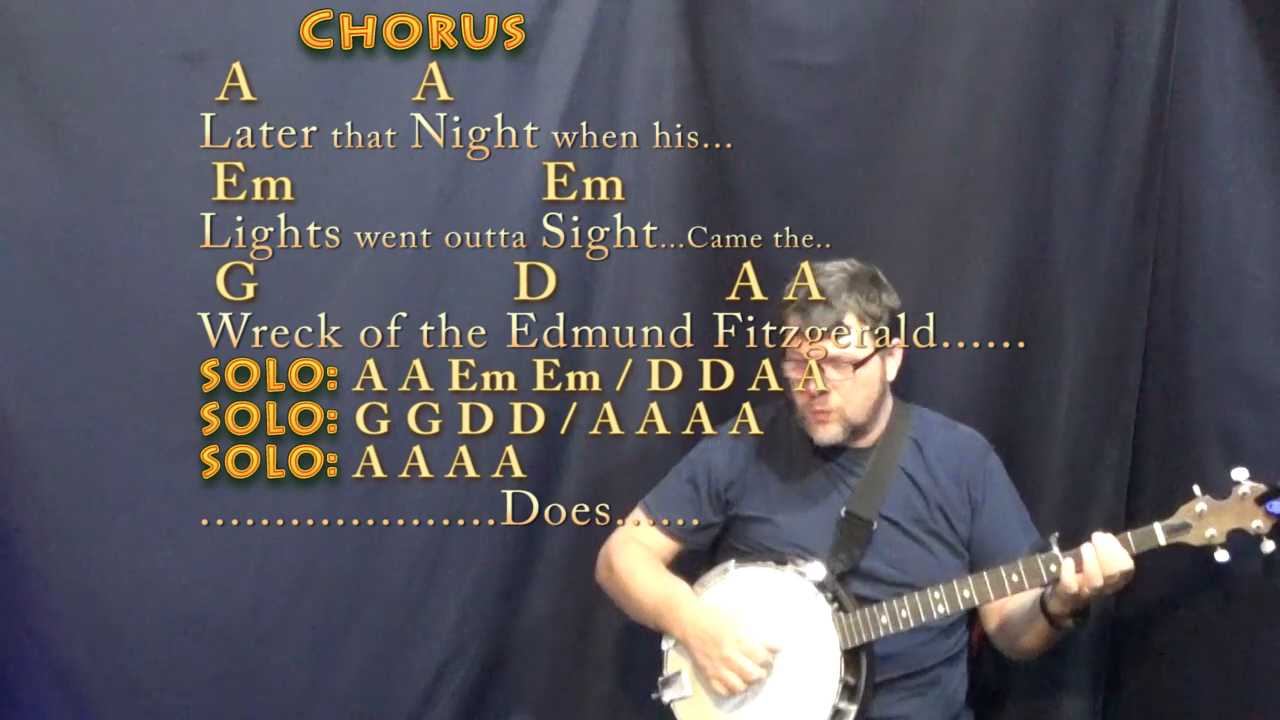 CHORUS
A A
Later that Night when his...
Em Em
Lights went outta Sight...Came the..
G D A A
Wreck of the Edmund Fitzgerald......
SOLO: A A Em Em / D D A A
SOLO: G G D D / A A A A
SOLO: A A A A
....................Does......